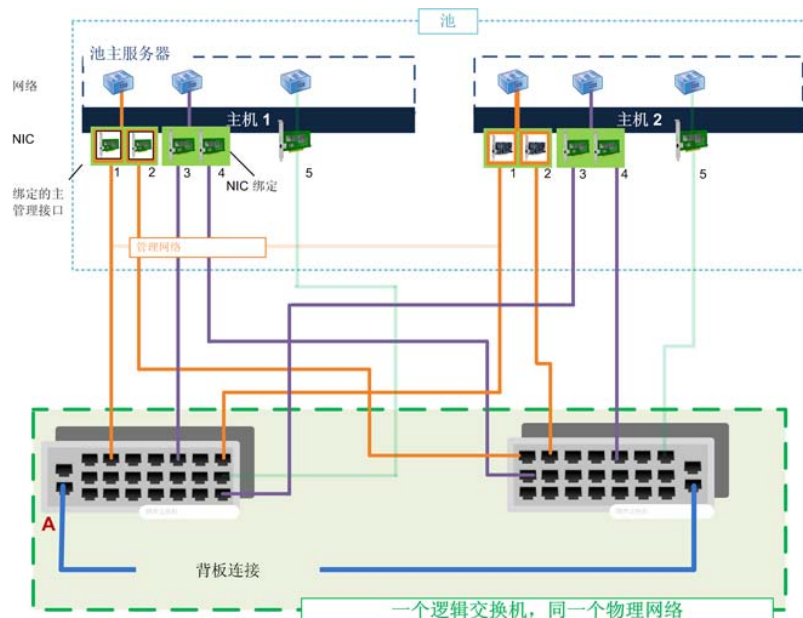 池
池主服务器
网络
主机 1
主机 2
NIC
1
2
3
4
NIC 绑定
5
1
2
3
4
5
绑定的主
管理接口
管理网络
A
背板连接
一个逻辑交换机，同一个物理网络